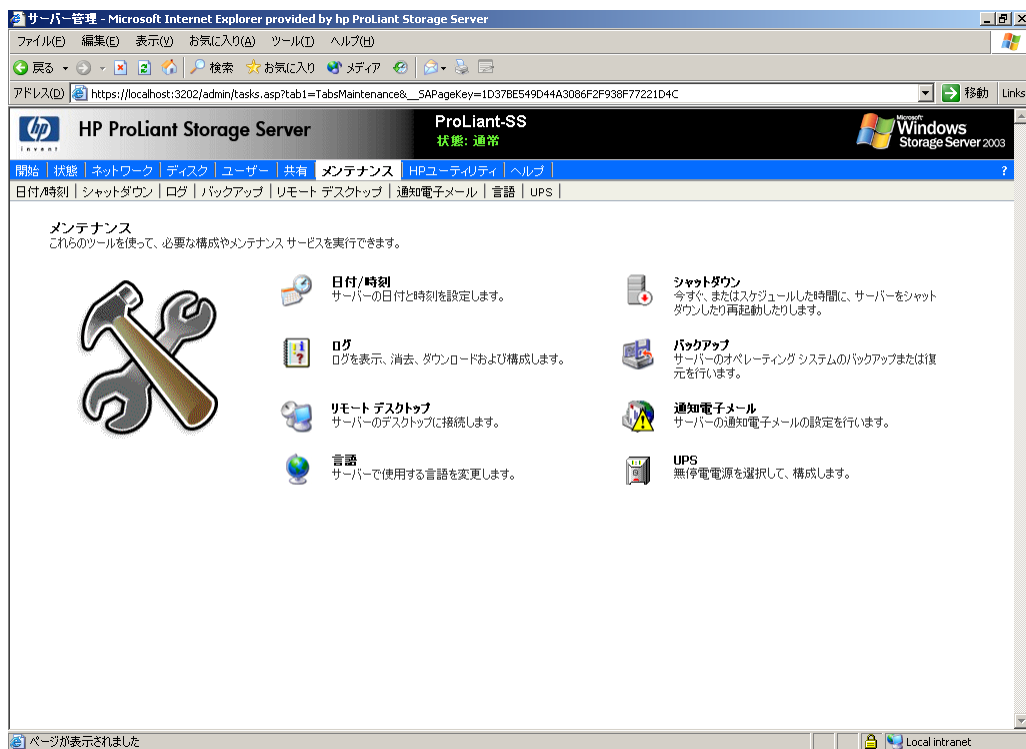 サーバー管理 - Microsoft Internet Explorer provided by hp ProLiant Storage Server
ファイル(F) 編集(E) 表示(V) お気に入り(A) ツール(T) ヘルプ(H)
戻る 検索 お気に入り メディア
アドレス(D) https://localhost:3202/admin/tasks.asp?tab1=TabsMaintenance&__SAPageKey=1D37BE549D44A3086F2F938F77221D4C 移動 Links
hp
invent
HP ProLiant Storage Server
ProLiant-SS
状態: 通常
Microsoft
Windows
Storage Server 2003
開始 状態 ネットワーク ディスク ユーザー 共有 メンテナンス HPユーティリティ ヘルプ ?
日付/時刻 シャットダウン ログ バックアップ リモート デスクトップ 通知電子メール 言語 UPS
メンテナンス
これらのツールを使って、必要な構成やメンテナンス サービスを実行できます。
日付/時刻
サーバーの日付と時刻を設定します。
シャットダウン
今すぐ、またはスケジュールした時間に、サーバーをシャット
ダウンしたり再起動したりします。
ログ
ログを表示、消去、ダウンロードおよび構成します。
バックアップ
サーバーのオペレーティング システムのバックアップまたは復
元を行います。
リモート デスクトップ
サーバーのデスクトップに接続します。
通知電子メール
サーバーの通知電子メールの設定を行います。
言語
サーバーで使用する言語を変更します。
UPS
無停電電源を選択して、構成します。
ページが表示されました
Local intranet